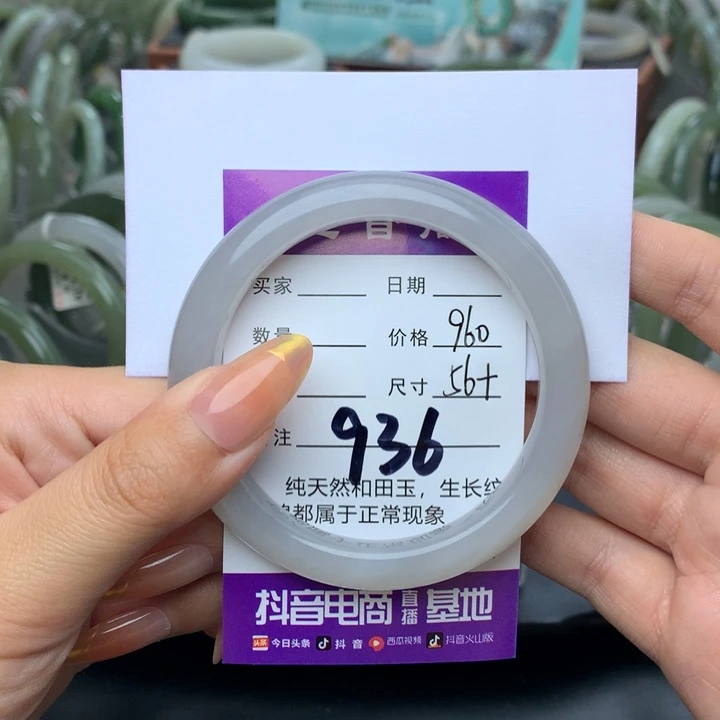 买家 日期
数量 价格 960
尺寸 56+
注 936
纯天然和田玉，生长纹
都属于正常现象
抖音电商直播基地
头条 今日头条 抖音 西瓜视频 抖音火山版